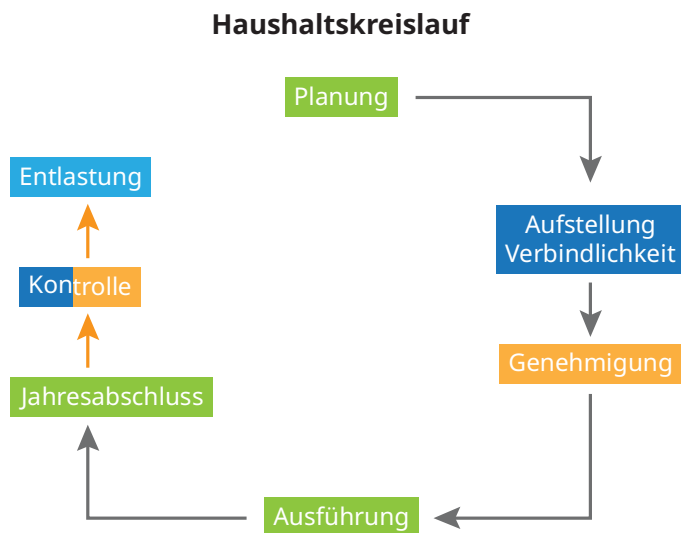 Haushaltskreislauf
Planung
Aufstellung
Verbindlichkeit
Genehmigung
Ausführung
Jahresabschluss
Kontrolle
Entlastung